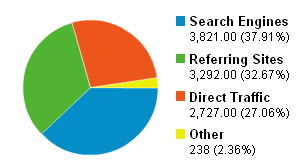 Search Engines
3,821.00 (37.91%)
Referring Sites
3,292.00 (32.67%)
Direct Traffic
2,727.00 (27.06%)
Other
238 (2.36%)